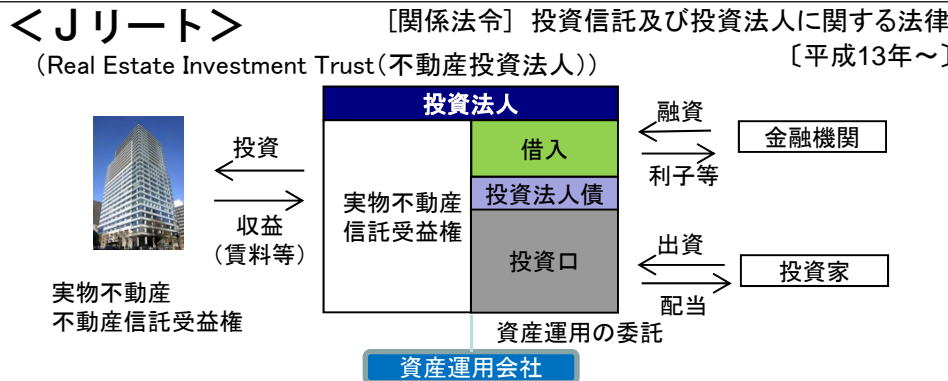 ＜Ｊリート＞
［関係法令］投資信託及び投資法人に関する法律
（Real Estate Investment Trust（不動産投資法人））
〔平成13年～〕
投資法人
融資
金融機関
利子等
借入
投資
投資法人債
実物不動産
信託受益権
収益
（賃料等）
投資口
出資
投資家
配当
実物不動産
不動産信託受益権
資産運用の委託
資産運用会社